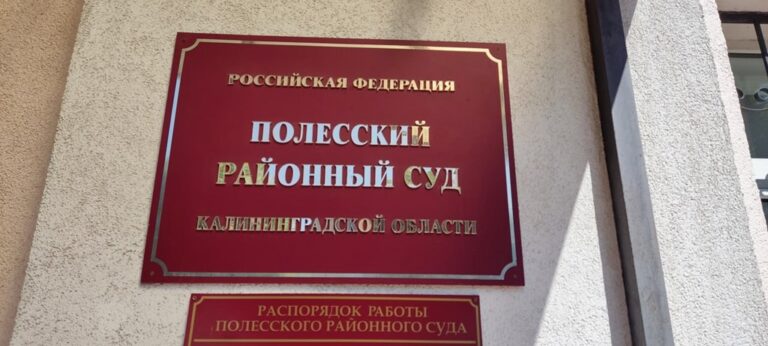 РОССИЙСКАЯ ФЕДЕРАЦИЯ
ПОЛЕССКИЙ
РАЙОННЫЙ СУД
КАЛИНИНГРАДСКОЙ ОБЛАСТИ
РАСПОРЯДОК РАБОТЫ
ПОЛЕССКОГО РАЙОННОГО СУДА